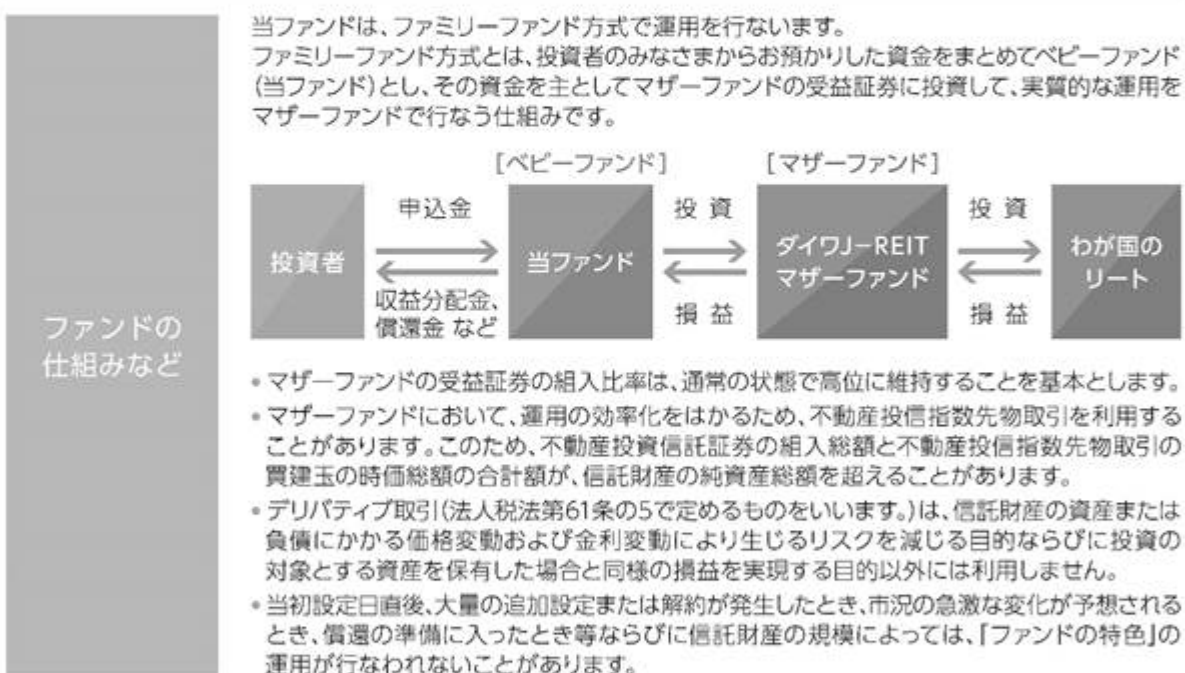 ファンドの
仕組みなど
当ファンドは、ファミリーファンド方式で運用を行ないます。
ファミリーファンド方式とは、投資者のみなさまからお預かりした資金をまとめてベビーファンド
(当ファンド)とし、その資金を主としてマザーファンドの受益証券に投資して、実質的な運用を
マザーファンドで行なう仕組みです。
[ベビーファンド]
[マザーファンド]
投資者
申込金
収益分配金、
償還金 など
当ファンド
投 資
損 益
ダイワJ-REIT
マザーファンド
投 資
損 益
わが国の
リート
•マザーファンドの受益証券の組入比率は、通常の状態で高位に維持することを基本とします。
•マザーファンドにおいて、運用の効率化をはかるため、不動産投信指数先物取引を利用する
ことがあります。このため、不動産投資信託証券の組入総額と不動産投信指数先物取引の
買建玉の時価総額の合計額が、信託財産の純資産総額を超えることがあります。
•デリバティブ取引(法人税法第61条の5で定めるものをいいます。)は、信託財産の資産または
負債にかかる価格変動および金利変動により生じるリスクを減じる目的ならびに投資の
対象とする資産を保有した場合と同様の損益を実現する目的以外には利用しません。
•当初設定日直後、大量の追加設定または解約が発生したとき、市況の急激な変化が予想される
とき、償還の準備に入ったとき等ならびに信託財産の規模によっては、「ファンドの特色」の
運用が行なわれないことがあります。